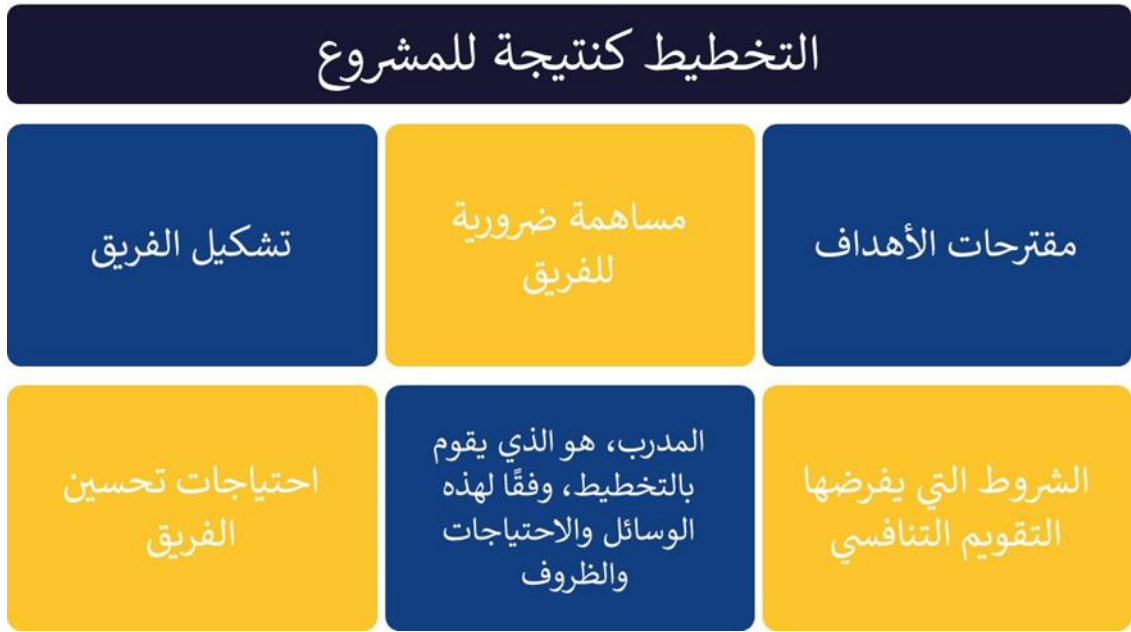 التخطيط كنتيجة للمشروع
مقترحات الأهداف
مساهمة ضرورية
للفريق
تشكيل الفريق
الشروط التي يفرضها
التقويم التنافسي
المدرب، هو الذي يقوم
بالتخطيط، وفقًا لهذه
الوسائل والاحتياجات
والظروف
احتياجات تحسين
الفريق